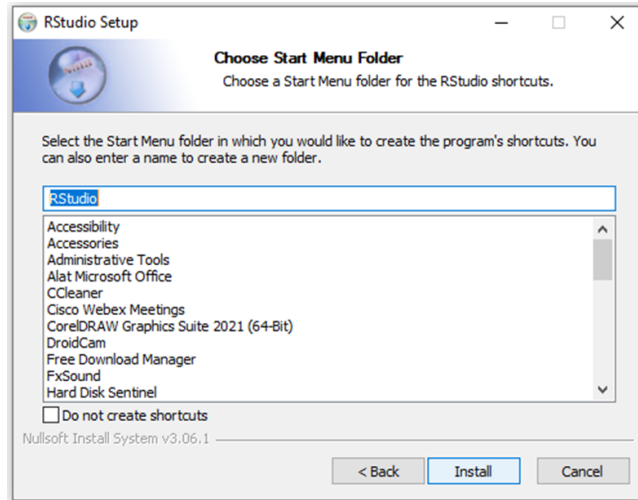 RStudio Setup
Choose Start Menu Folder
Choose a Start Menu folder for the RStudio shortcuts.
Select the Start Menu folder in which you would like to create the program's shortcuts. You
can also enter a name to create a new folder.
RStudio
Accessibility
Accessories
Administrative Tools
Alat Microsoft Office
CCleaner
Cisco Webex Meetings
CorelDRAW Graphics Suite 2021 (64-Bit)
DroidCam
Free Download Manager
FxSound
Hard Disk Sentinel
Do not create shortcuts
Nullsoft Install System v3.06.1
< Back Install Cancel